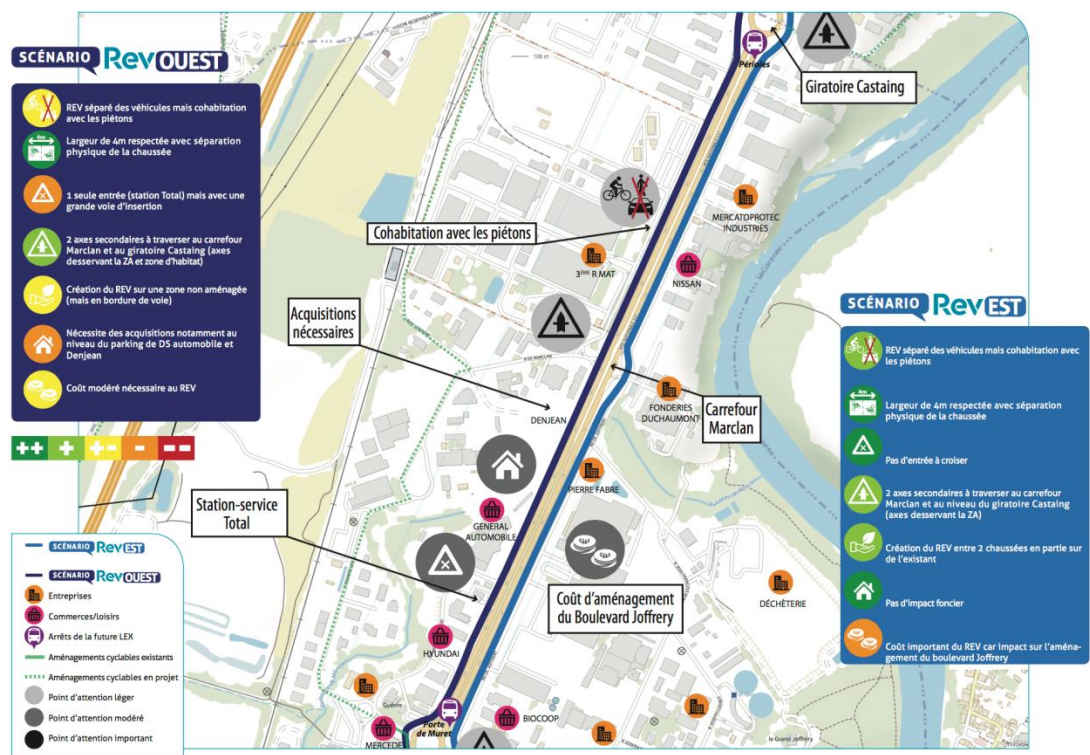 SCÉNARIO RevOUEST
REV séparé des véhicules mais cohabitation
avec les piétons
Largeur de 4m respectée avec séparation
physique de la chaussée
1 seule entrée (station Total) mais avec une
grande voie d'insertion
2 axes secondaires à traverser au carrefour
Marclan et au giratoire Castaing (axes
desservant la ZA et zone d'habitat)
Création du REV sur une zone non aménagée
(mais en bordure de voie)
Nécessite des acquisitions notamment au
niveau du parking de DS automobile et
Denjean
Coût modéré nécessaire au REV
++ + +- - --
100 m
Périoles
Giratoire Castaing
Cohabitation avec les piétons
MERCATOPROTEC
INDUSTRIES
3ÈME R MAT
NISSAN
Acquisitions
nécessaires
DENJEAN
FONDERIES
DUCHAUMONT
Carrefour
Marclan
PIERRE FABRE
Station-service
Total
GENERAL
AUTOMOBILE
Coût d'aménagement
du Boulevard Joffrery
DÉCHÈTERIE
HYUNDAI
Guérin
Porte
de Muret
MERCEDES
BIOCOOP
le Grand Joffrery
SCÉNARIO RevEST
REV séparé des véhicules mais cohabitation avec
les piétons
Largeur de 4m respectée avec séparation
physique de la chaussée
Pas d'entrée à croiser
2 axes secondaires à traverser au carrefour
Marclan et au niveau du giratoire Castaing
(axes desservant la ZA)
Création du REV entre 2 chaussées en partie sur
de l'existant
Pas d'impact foncier
Coût important du REV car impact sur l'aména-
gement du boulevard Joffrery
SCÉNARIO RevEST
SCÉNARIO RevOUEST
Entreprises
Commerces/loisirs
Arrêts de la future LEX
Aménagements cyclables existants
Aménagements cyclables en projet
Point d'attention léger
Point d'attention modéré
Point d'attention important